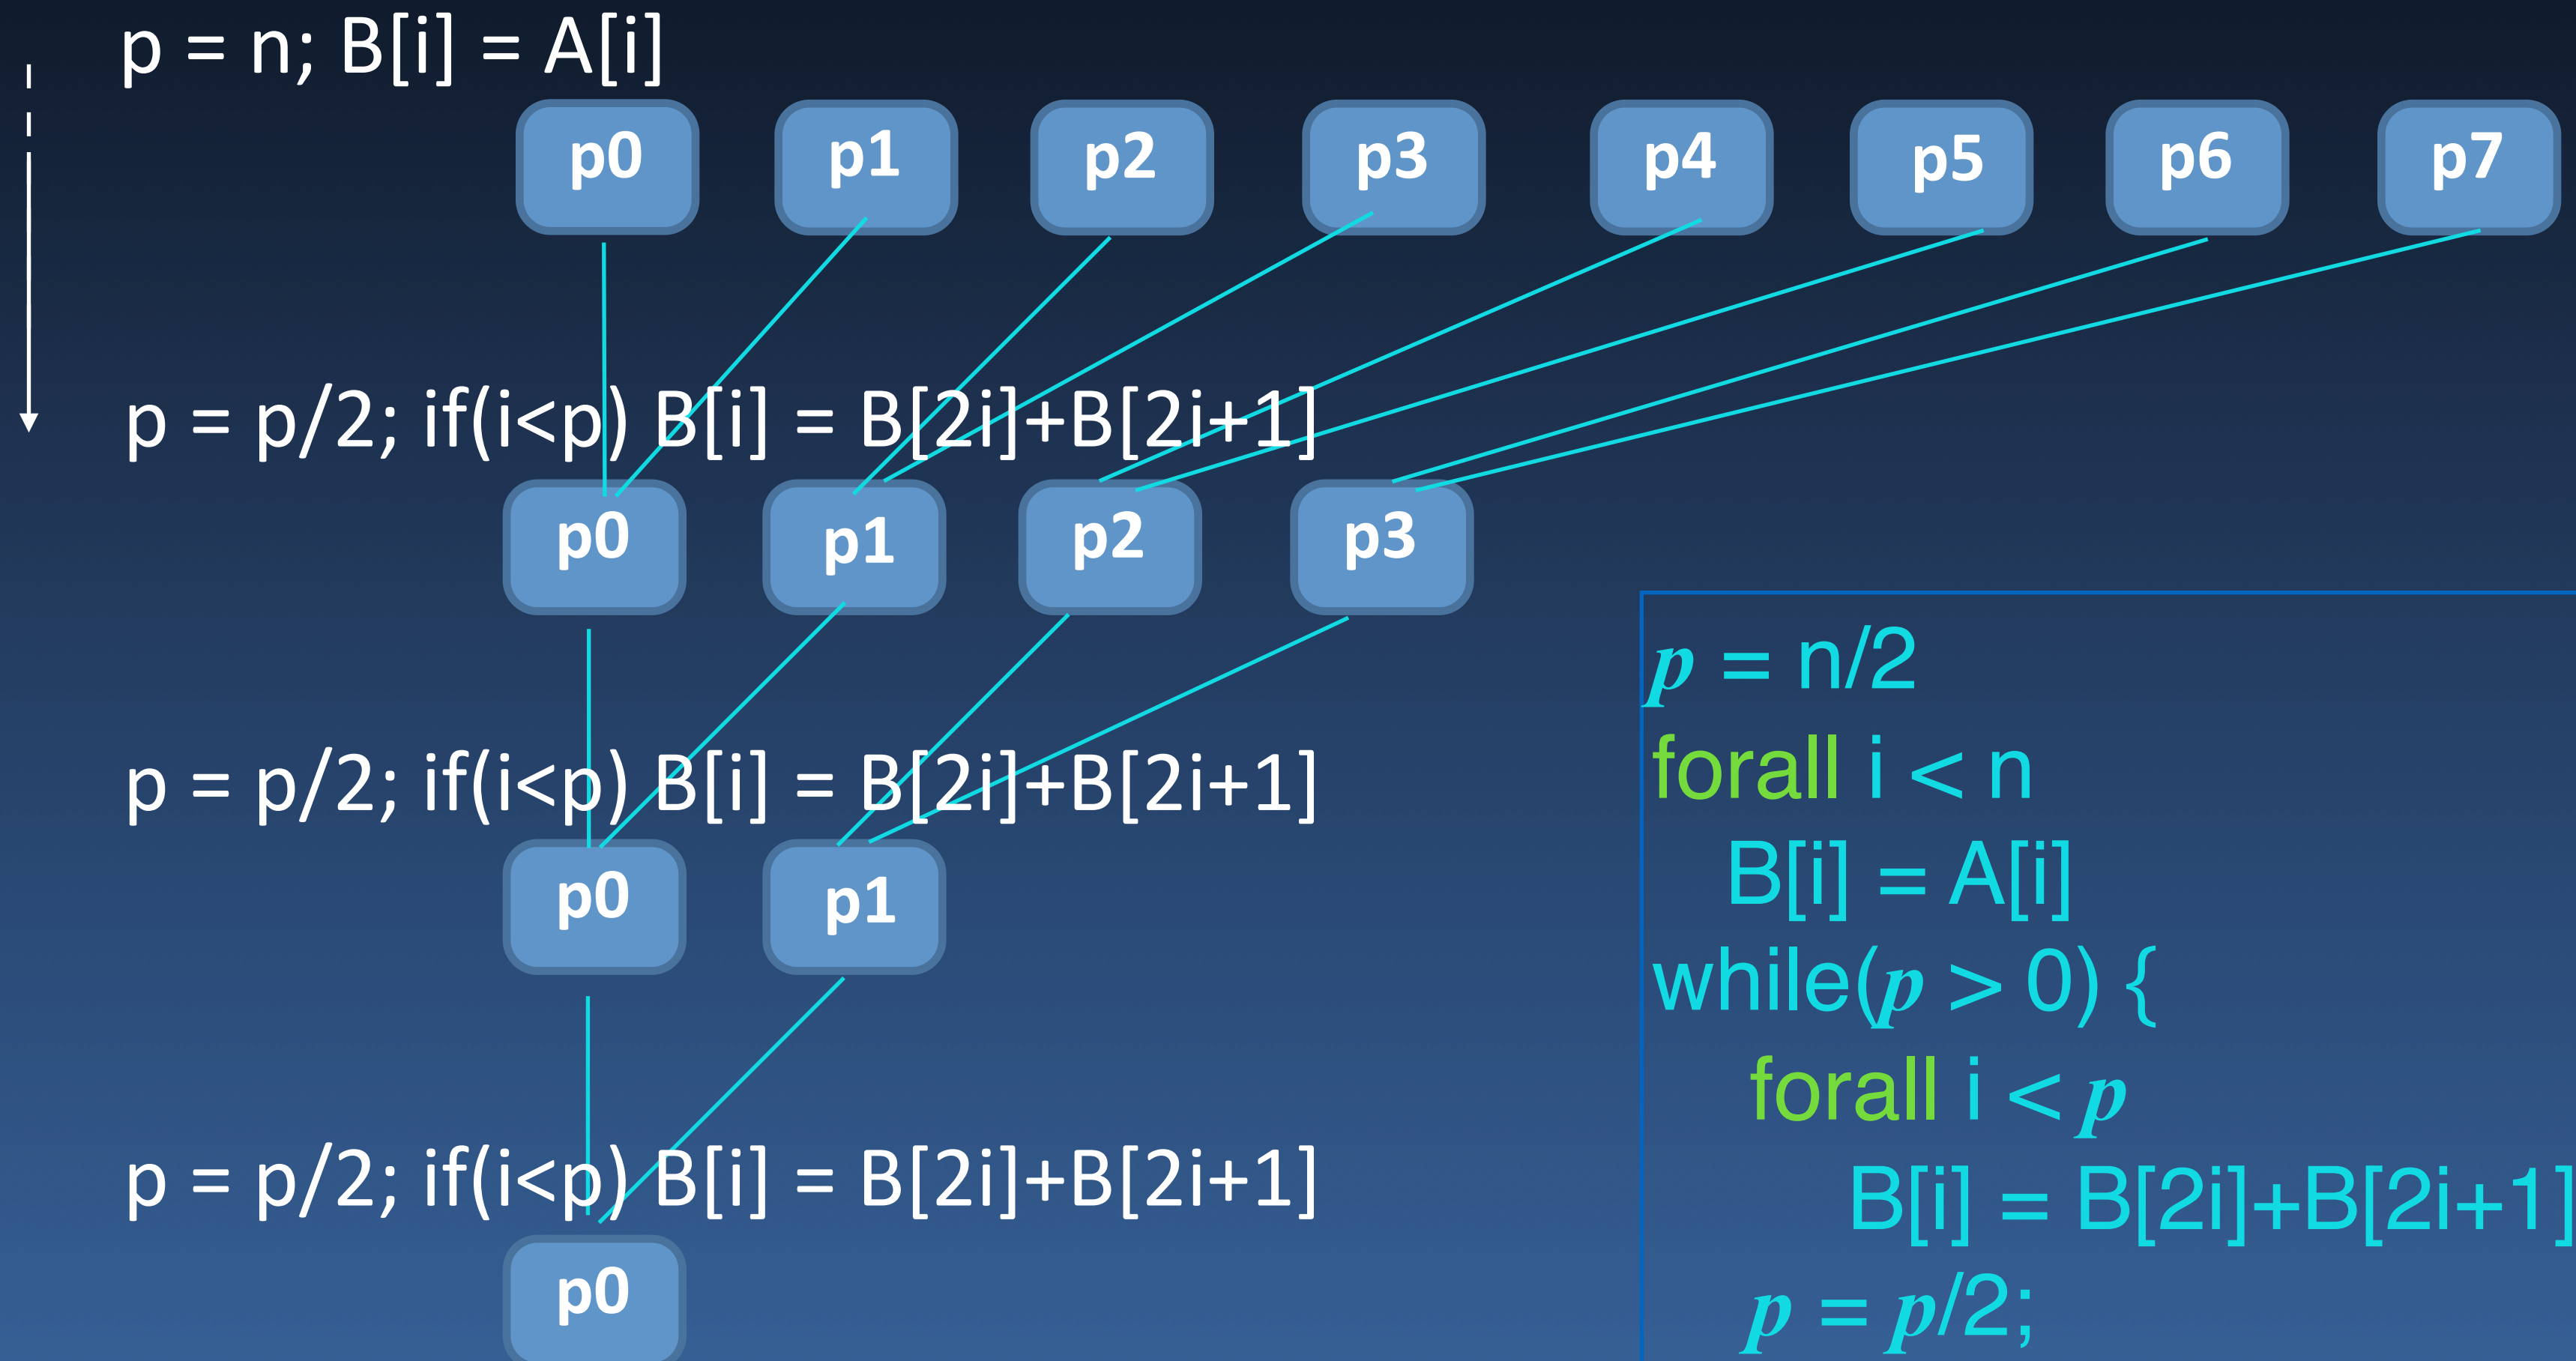 p = n; B[i] = A[i]
p0 p1 p2 p3 p4 p5 p6 p7
p = p/2; if(i<p) B[i] = B[2i]+B[2i+1]
p0 p1 p2 p3
p = p/2; if(i<p) B[i] = B[2i]+B[2i+1]
p0 p1
p = p/2; if(i<p) B[i] = B[2i]+B[2i+1]
p0
p = n/2
forall i < n
B[i] = A[i]
while(p > 0) {
forall i < p
B[i] = B[2i]+B[2i+1]
p = p/2;